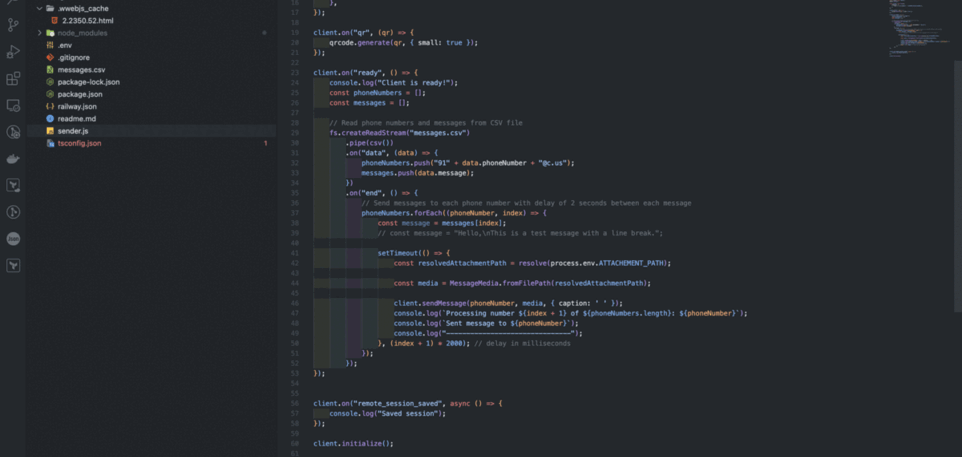 .wwebjs_cache
2.2350.52.html
node_modules
.env
.gitignore
messages.csv
package-lock.json
package.json
railway.json
readme.md
sender.js
tsconfig.json 1
16 },
17 });
18
19 client.on("qr", (qr) => {
20 qrcode.generate(qr, { small: true });
21 });
22
23 client.on("ready", () => {
24 console.log("Client is ready!");
25 const phoneNumbers = [];
26 const messages = [];
27
28 // Read phone numbers and messages from CSV file
29 fs.createReadStream("messages.csv")
30 .pipe(csv())
31 .on("data", (data) => {
32 phoneNumbers.push("91" + data.phoneNumber + "@c.us");
33 messages.push(data.message);
34 })
35 .on("end", () => {
36 // Send messages to each phone number with delay of 2 seconds between each message
37 phoneNumbers.forEach((phoneNumber, index) => {
38 const message = messages[index];
39 // const message = "Hello,\nThis is a test message with a line break.";
40
41 setTimeout(() => {
42 const resolvedAttachmentPath = resolve(process.env.ATTACHEMENT_PATH);
43
44 const media = MessageMedia.fromFilePath(resolvedAttachmentPath);
45
46 client.sendMessage(phoneNumber, media, { caption: ' ' });
47 console.log(`Processing number ${index + 1} of ${phoneNumbers.length}: ${phoneNumber}`);
48 console.log(`Sent message to ${phoneNumber}`);
49 console.log("-------------------------------");
50 }, (index + 1) * 2000); // delay in milliseconds
51 });
52 });
53 });
54
55
56 client.on("remote_session_saved", async () => {
57 console.log("Saved session");
58 });
59
60 client.initialize();
61